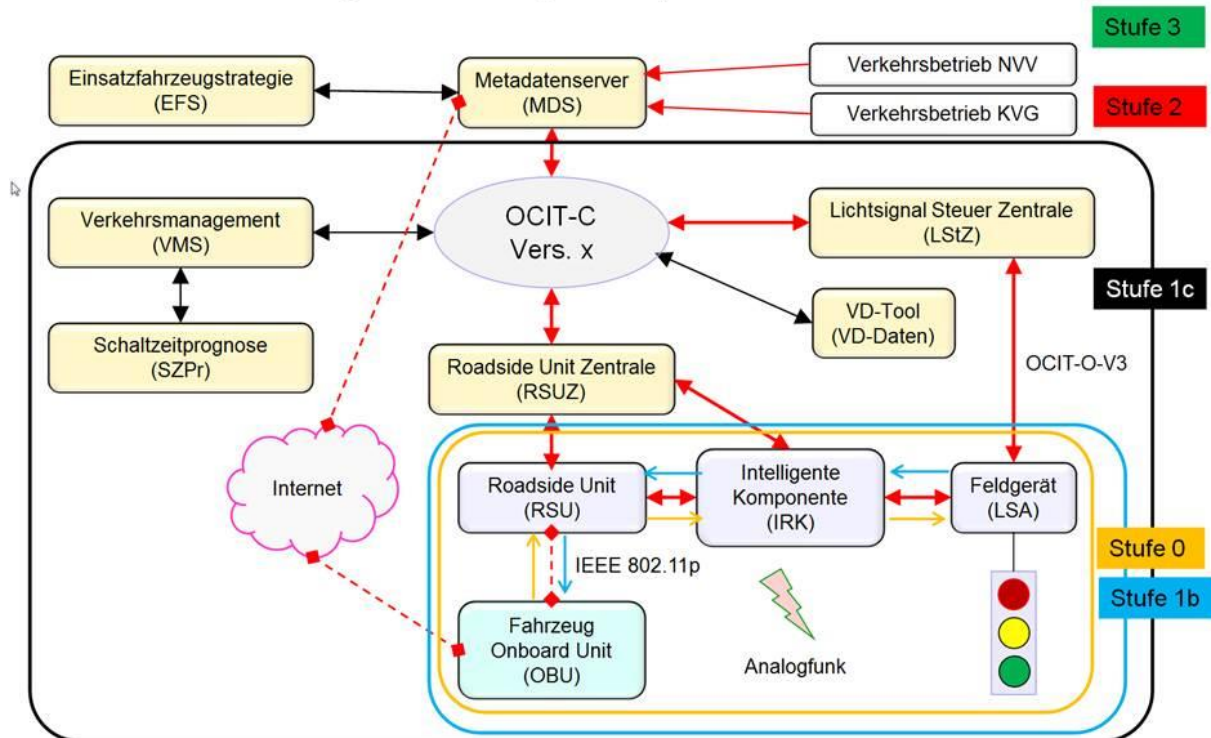 Stufe 3
Einsatzfahrzeugstrategie
(EFS)
Metadatenserver
(MDS)
Verkehrsbetrieb NVV
Verkehrsbetrieb KVG
Stufe 2
Verkehrsmanagement
(VMS)
OCIT-C
Vers. x
Lichtsignal Steuer Zentrale
(LStZ)
Stufe 1c
Schaltzeitprognose
(SZPr)
VD-Tool
(VD-Daten)
Roadside Unit Zentrale
(RSUZ)
OCIT-O-V3
Internet
Roadside Unit
(RSU)
Intelligente
Komponente
(IRK)
Feldgerät
(LSA)
Stufe 0
IEEE 802.11p
Stufe 1b
Fahrzeug
Onboard Unit
(OBU)
Analogfunk